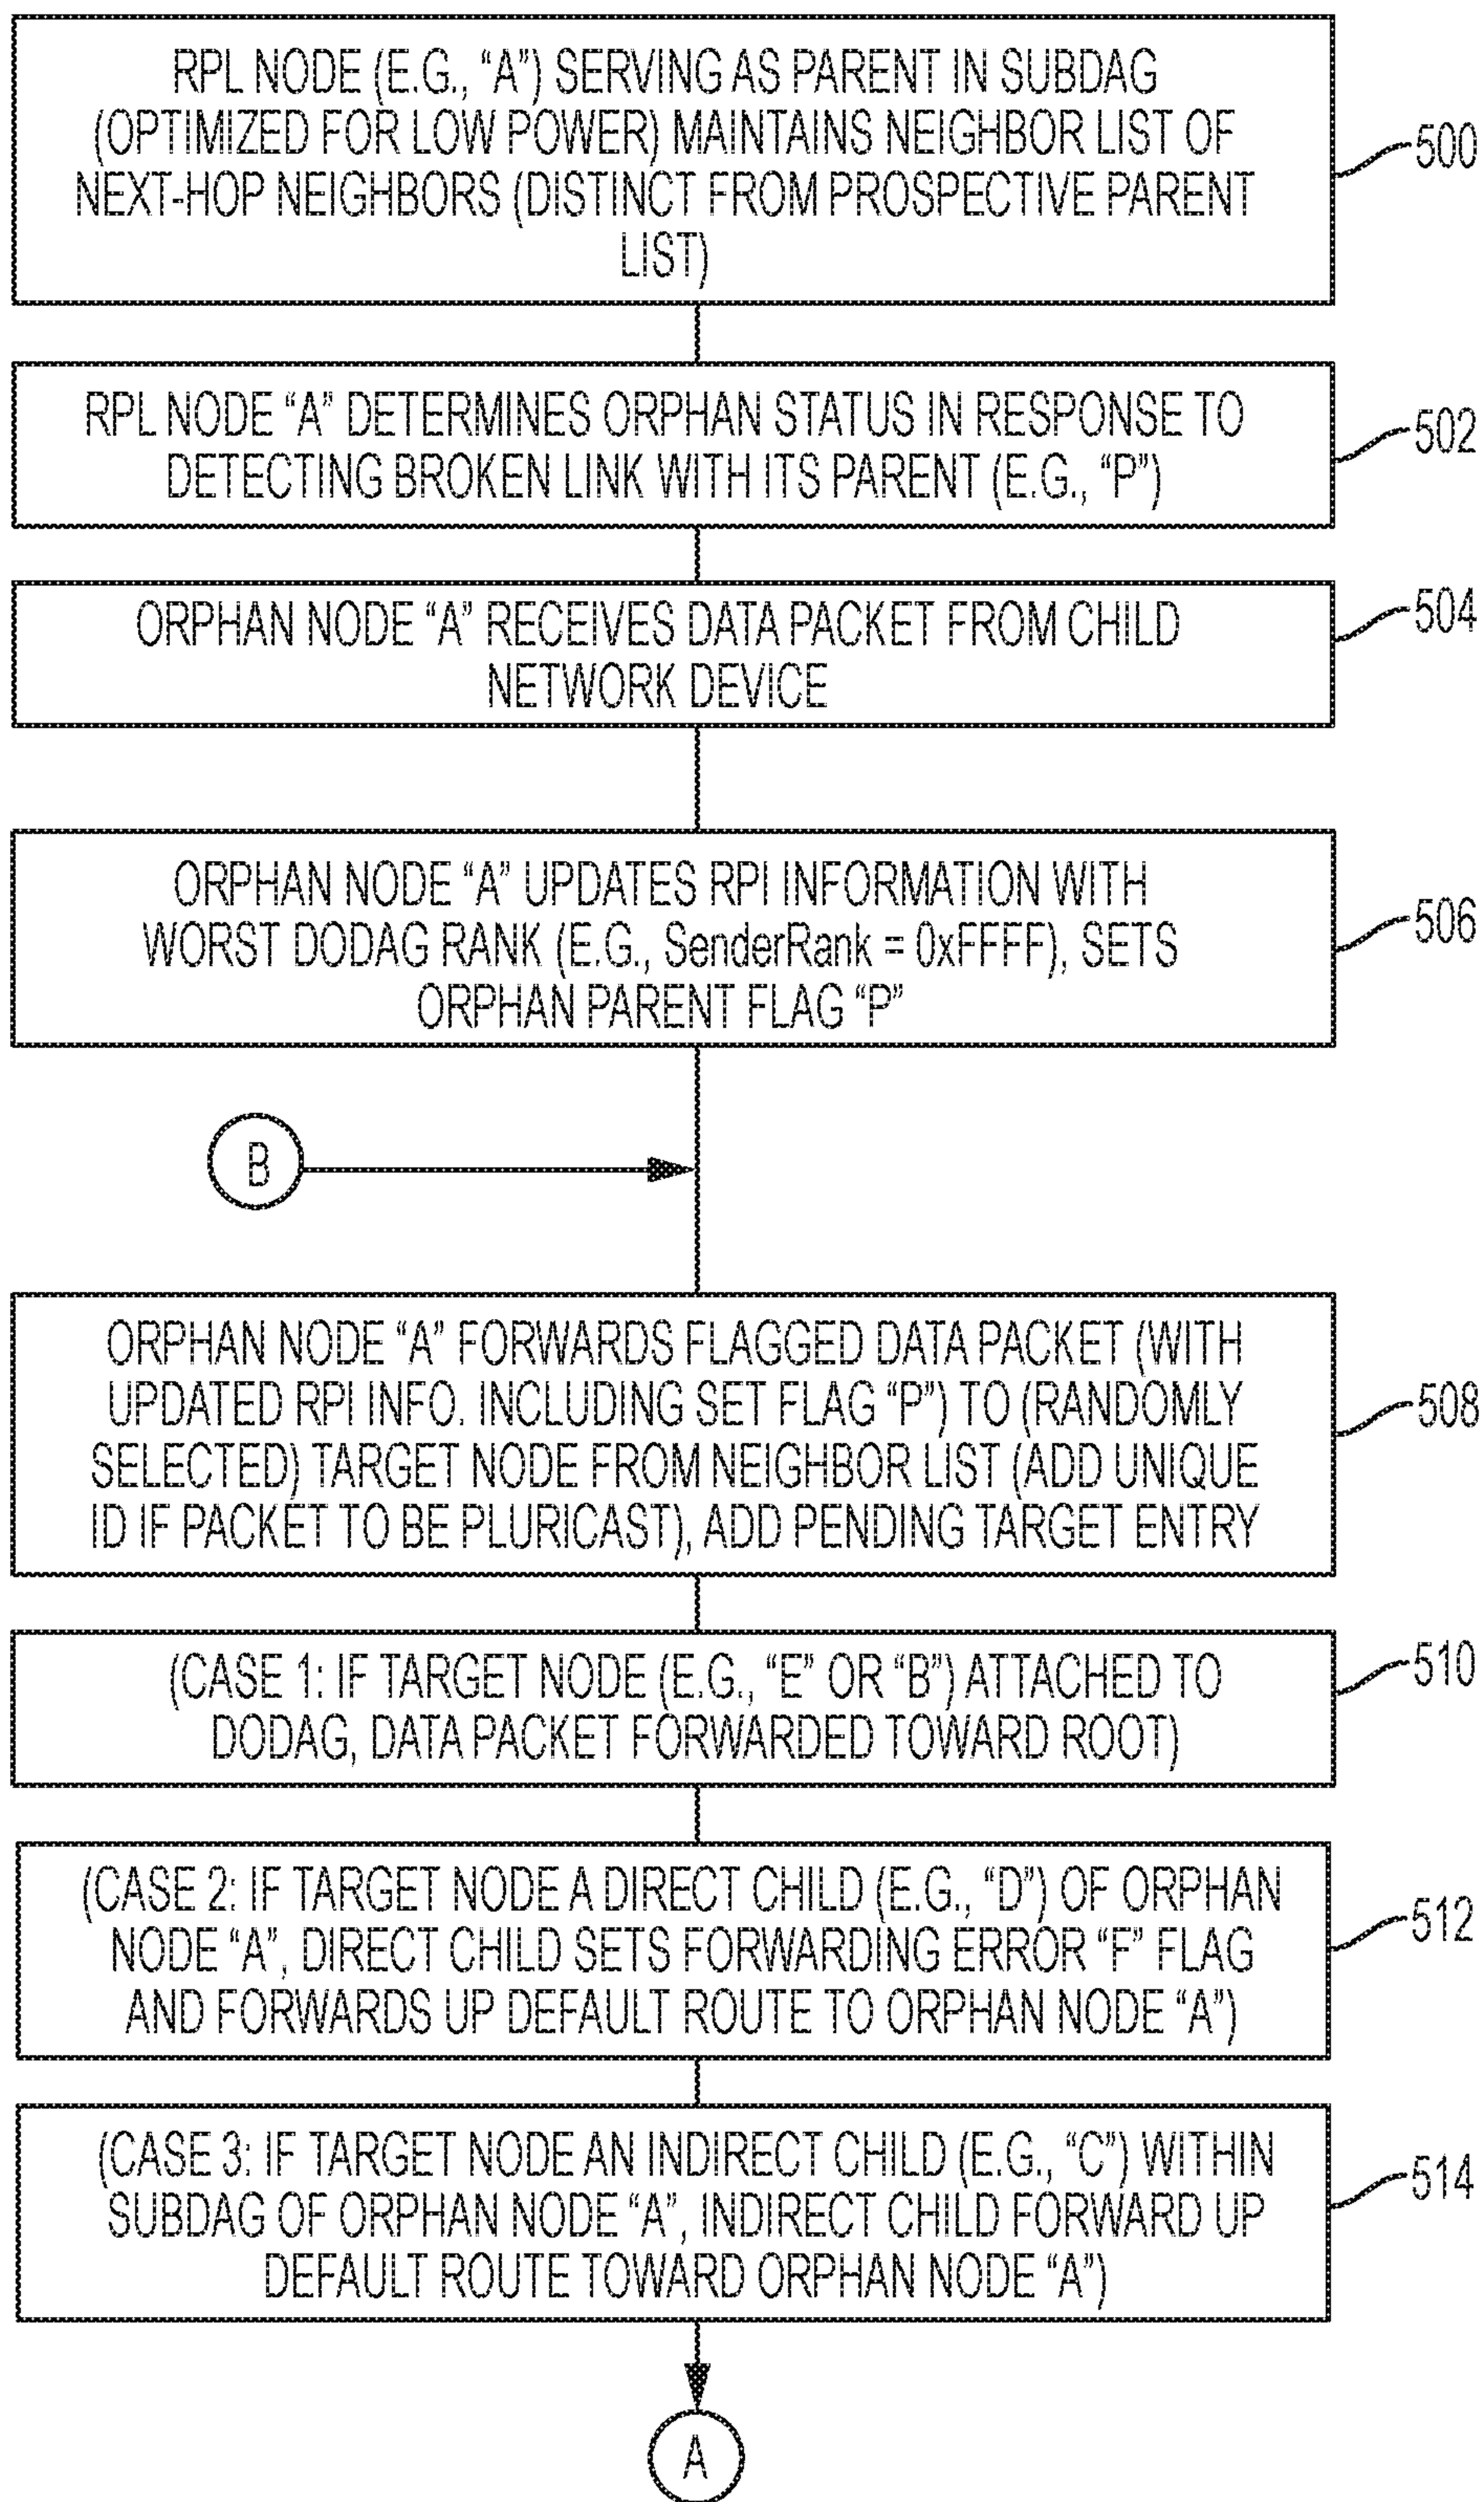 RPL NODE (E.G., “A”) SERVING AS PARENT IN SUBDAG
(OPTIMIZED FOR LOW POWER) MAINTAINS NEIGHBOR LIST OF
NEXT-HOP NEIGHBORS (DISTINCT FROM PROSPECTIVE PARENT
LIST)
500
RPL NODE “A” DETERMINES ORPHAN STATUS IN RESPONSE TO
DETECTING BROKEN LINK WITH ITS PARENT (E.G., “P”)
502
ORPHAN NODE “A” RECEIVES DATA PACKET FROM CHILD
NETWORK DEVICE
504
ORPHAN NODE “A” UPDATES RPI INFORMATION WITH
WORST DODAG RANK (E.G., SenderRank = 0xFFFF), SETS
ORPHAN PARENT FLAG “P”
506
B
ORPHAN NODE “A” FORWARDS FLAGGED DATA PACKET (WITH
UPDATED RPI INFO. INCLUDING SET FLAG “P”) TO (RANDOMLY
SELECTED) TARGET NODE FROM NEIGHBOR LIST (ADD UNIQUE
ID IF PACKET TO BE PLURICAST), ADD PENDING TARGET ENTRY
508
(CASE 1: IF TARGET NODE (E.G., “E” OR “B”) ATTACHED TO
DODAG, DATA PACKET FORWARDED TOWARD ROOT)
510
(CASE 2: IF TARGET NODE A DIRECT CHILD (E.G., “D”) OF ORPHAN
NODE “A”, DIRECT CHILD SETS FORWARDING ERROR “F” FLAG
AND FORWARDS UP DEFAULT ROUTE TO ORPHAN NODE “A”)
512
(CASE 3: IF TARGET NODE AN INDIRECT CHILD (E.G., “C”) WITHIN
SUBDAG OF ORPHAN NODE “A”, INDIRECT CHILD FORWARD UP
DEFAULT ROUTE TOWARD ORPHAN NODE “A”)
514
A